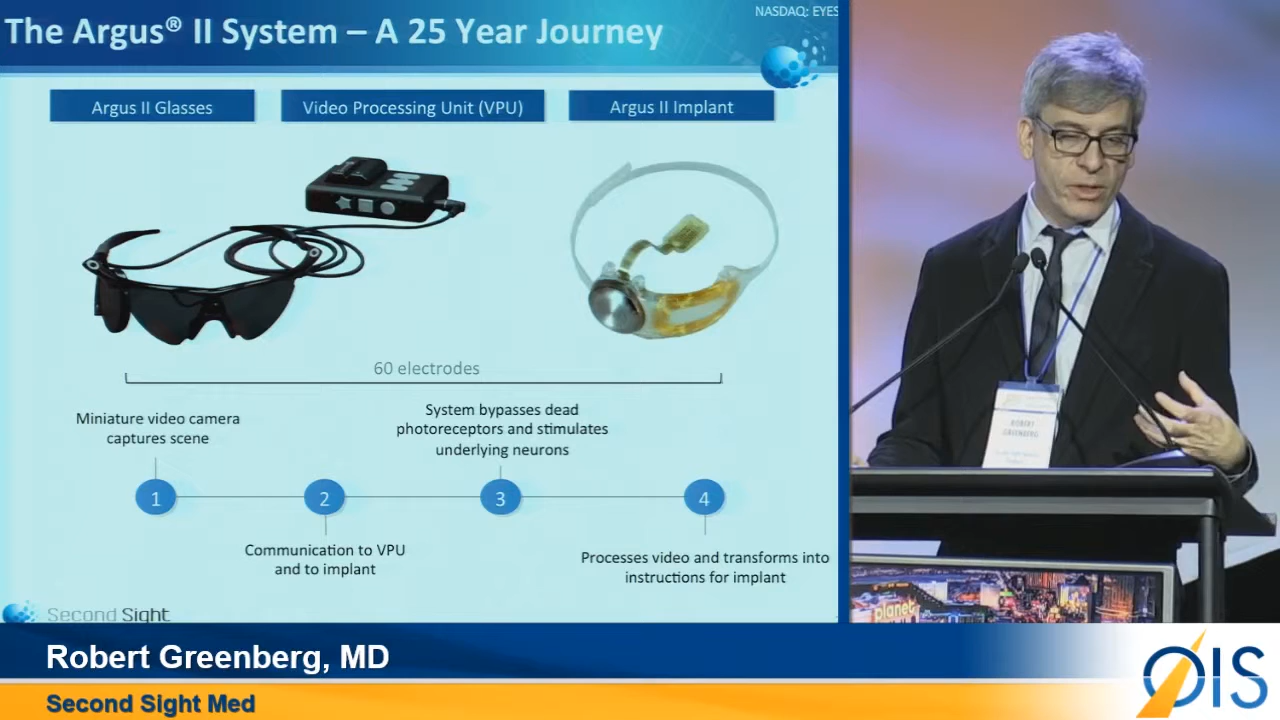 NASDAQ: EYES
The Argus® II System – A 25 Year Journey
Argus II Glasses
Video Processing Unit (VPU)
Argus II Implant
60 electrodes
Miniature video camera
captures scene
System bypasses dead
photoreceptors and stimulates
underlying neurons
1
2
3
4
Communication to VPU
and to implant
Processes video and transforms into
instructions for implant
Second Sight
ROBERT
GREENBERG
planet
Robert Greenberg, MD
Second Sight Med
OIS